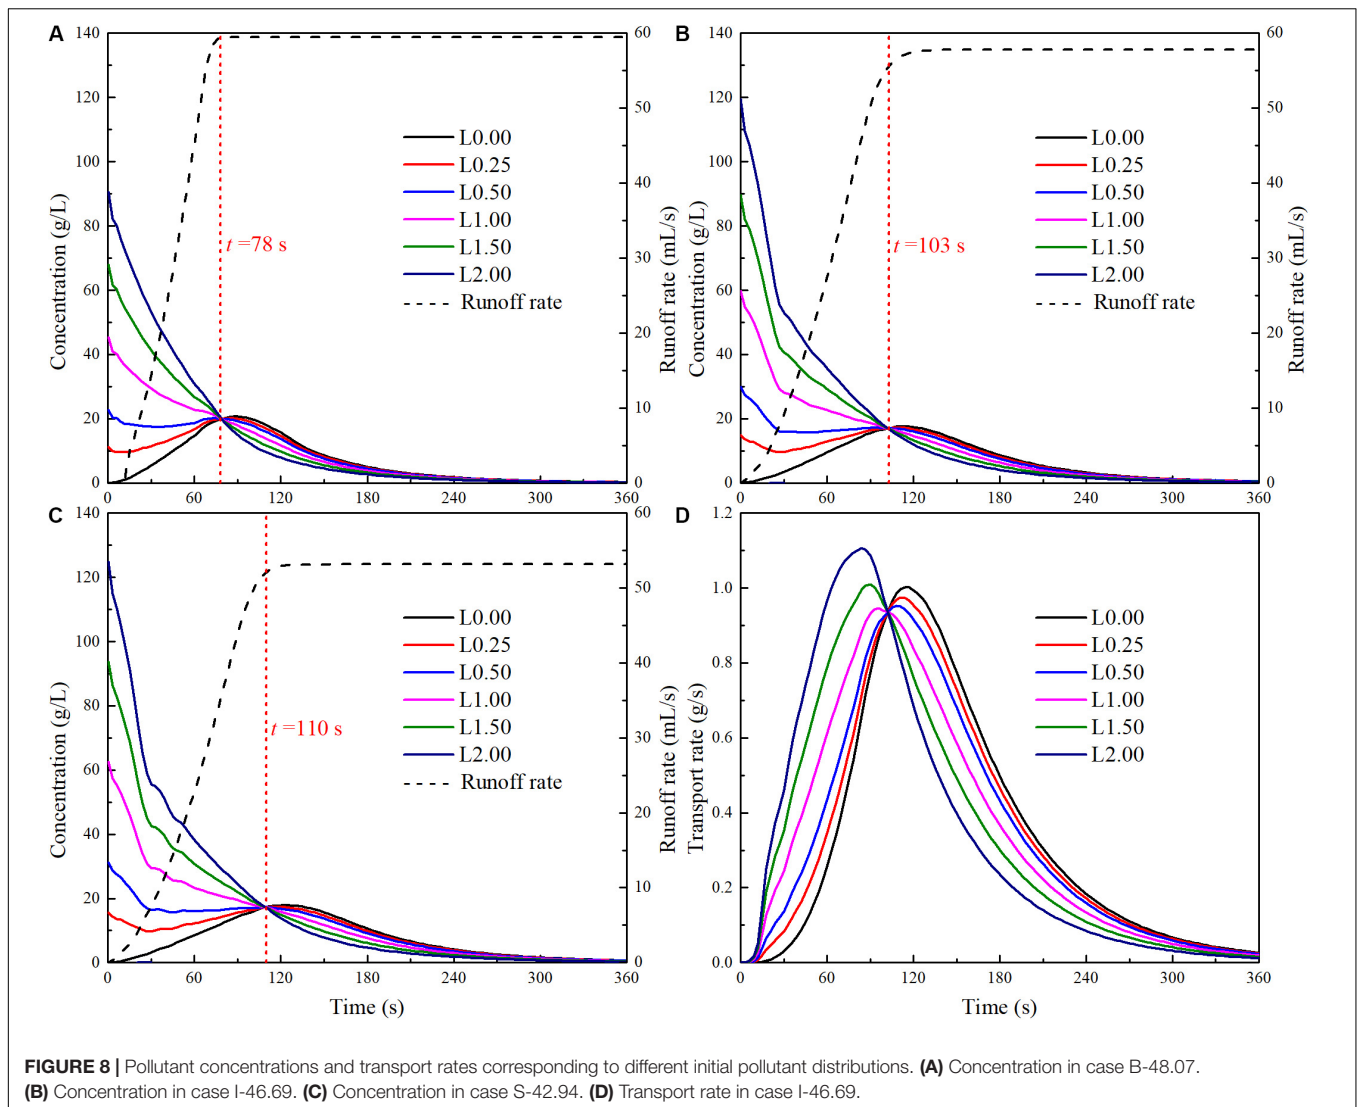 A
140
120
100
80
60
40
20
0
Concentration (g/L)
60
50
40
30
20
10
0
Runoff rate (mL/s)
0 60 120 180 240 300 360
L0.00
L0.25
L0.50
L1.00
L1.50
L2.00
Runoff rate
t =78 s
B
140
120
100
80
60
40
20
0
Concentration (g/L)
60
50
40
30
20
10
0
Runoff rate (mL/s)
0 60 120 180 240 300 360
L0.00
L0.25
L0.50
L1.00
L1.50
L2.00
Runoff rate
t =103 s
C
140
120
100
80
60
40
20
0
Concentration (g/L)
60
50
40
30
20
10
0
Runoff rate (mL/s)
0 60 120 180 240 300 360
Time (s)
L0.00
L0.25
L0.50
L1.00
L1.50
L2.00
Runoff rate
t =110 s
D
1.2
1.0
0.8
0.6
0.4
0.2
0.0
Transport rate (g/s)
0 60 120 180 240 300 360
Time (s)
L0.00
L0.25
L0.50
L1.00
L1.50
L2.00
FIGURE 8 | Pollutant concentrations and transport rates corresponding to different initial pollutant distributions. (A) Concentration in case B-48.07.
(B) Concentration in case I-46.69. (C) Concentration in case S-42.94. (D) Transport rate in case I-46.69.